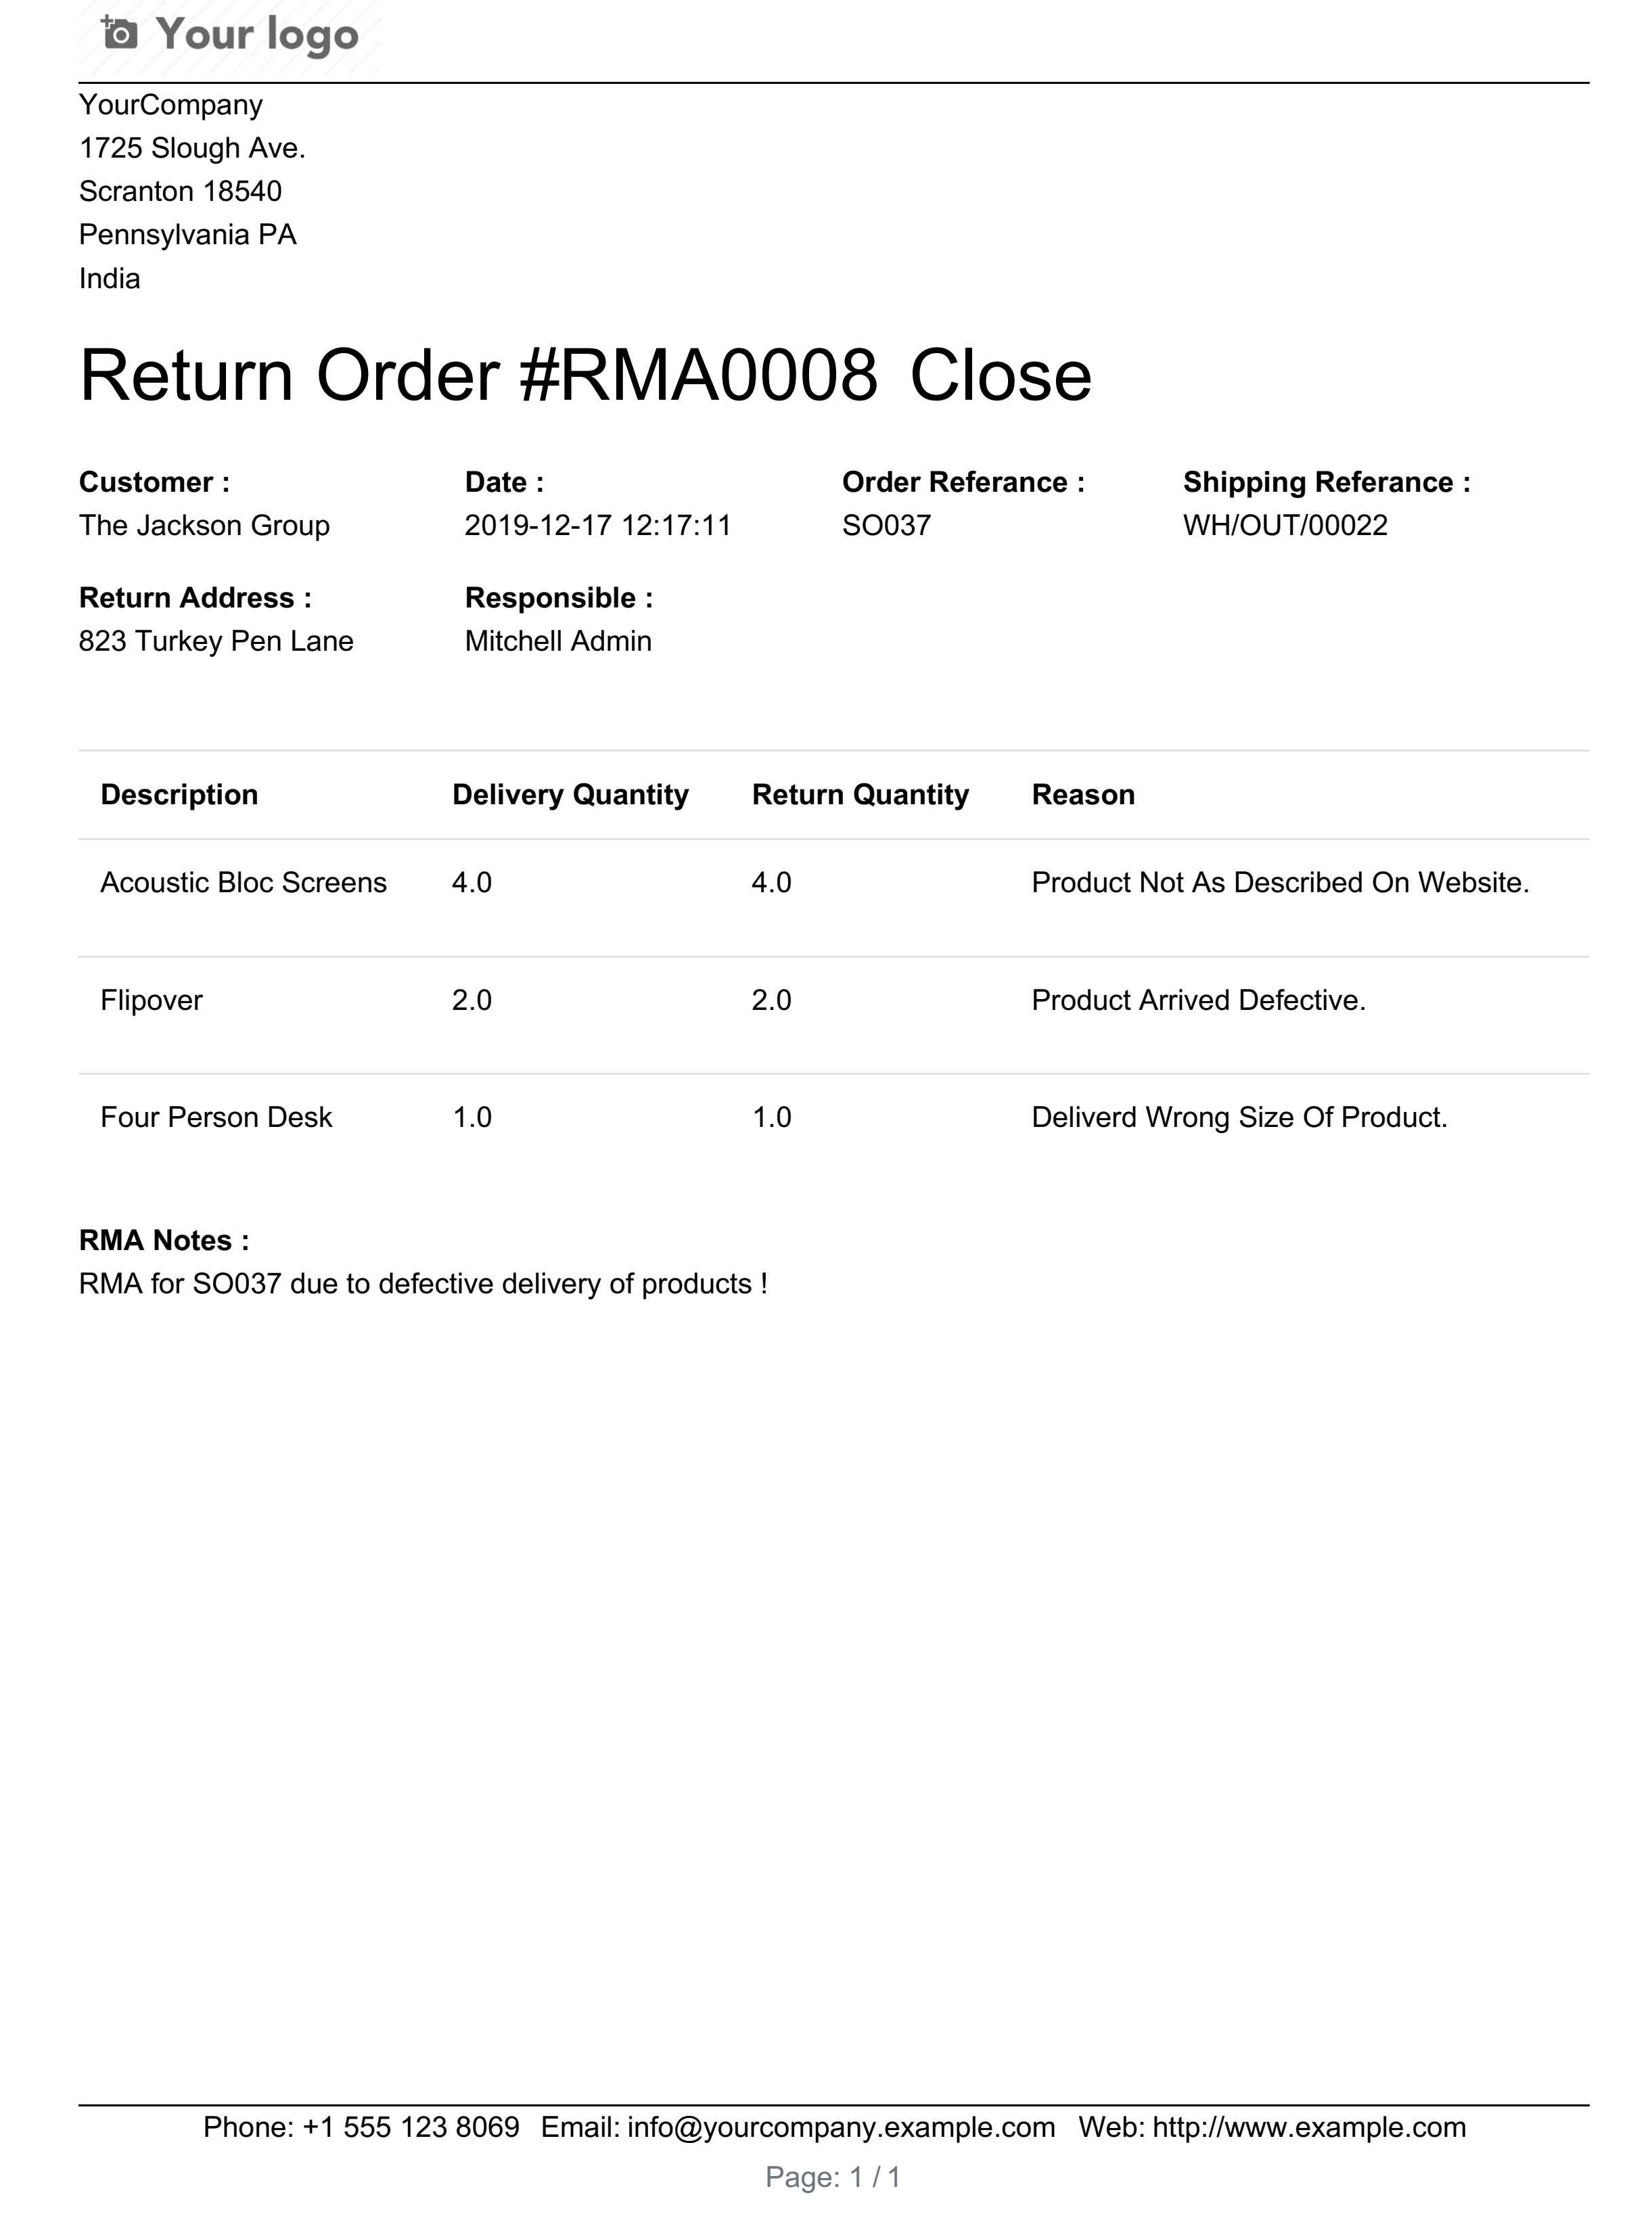 Your logo
YourCompany
1725 Slough Ave.
Scranton 18540
Pennsylvania PA
India
Return Order #RMA0008 Close
Customer : Date : Order Referance : Shipping Referance :
The Jackson Group 2019-12-17 12:17:11 SO037 WH/OUT/00022
Return Address : Responsible :
823 Turkey Pen Lane Mitchell Admin
Description Delivery Quantity Return Quantity Reason
Acoustic Bloc Screens 4.0 4.0 Product Not As Described On Website.
Flipover 2.0 2.0 Product Arrived Defective.
Four Person Desk 1.0 1.0 Deliverd Wrong Size Of Product.
RMA Notes :
RMA for SO037 due to defective delivery of products !
Phone: +1 555 123 8069 Email: info@yourcompany.example.com Web: http://www.example.com
Page: 1 / 1